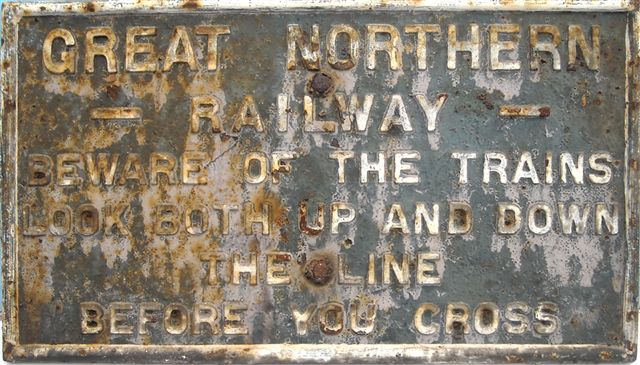 GREAT NORTHERN
— RAILWAY —
BEWARE OF THE TRAINS
LOOK BOTH UP AND DOWN
THE LINE
BEFORE YOU CROSS